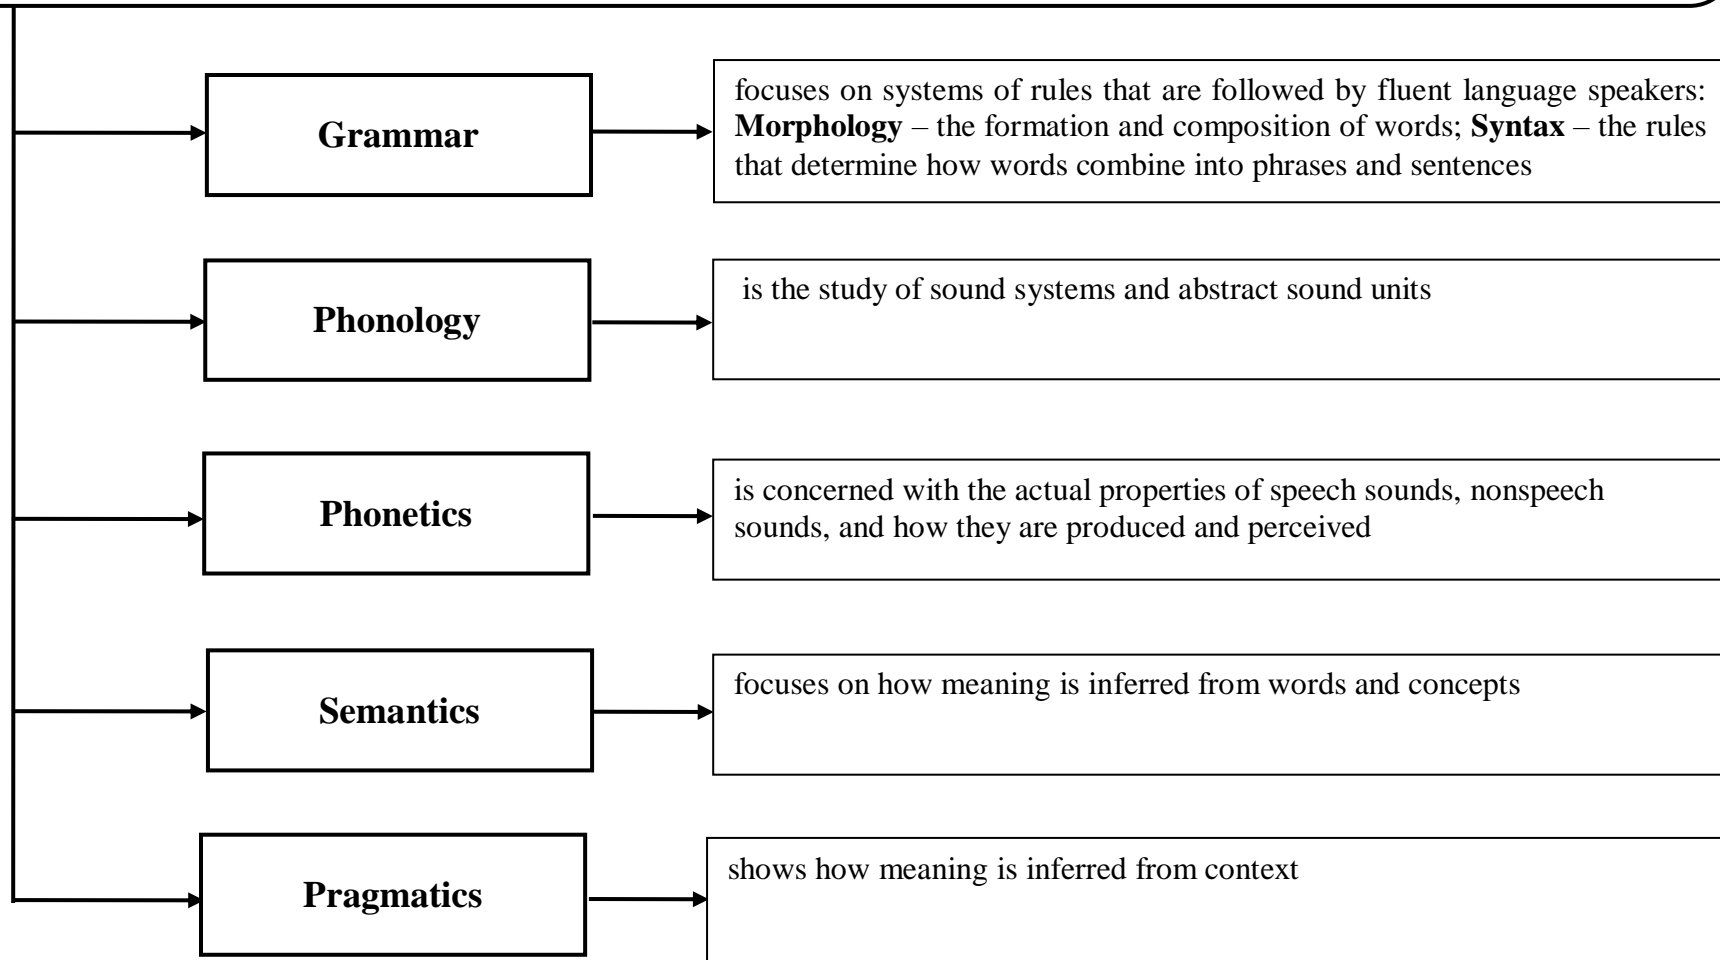 Grammar
focuses on systems of rules that are followed by fluent language speakers:
Morphology – the formation and composition of words; Syntax – the rules
that determine how words combine into phrases and sentences
Phonology
is the study of sound systems and abstract sound units
Phonetics
is concerned with the actual properties of speech sounds, nonspeech
sounds, and how they are produced and perceived
Semantics
focuses on how meaning is inferred from words and concepts
Pragmatics
shows how meaning is inferred from context